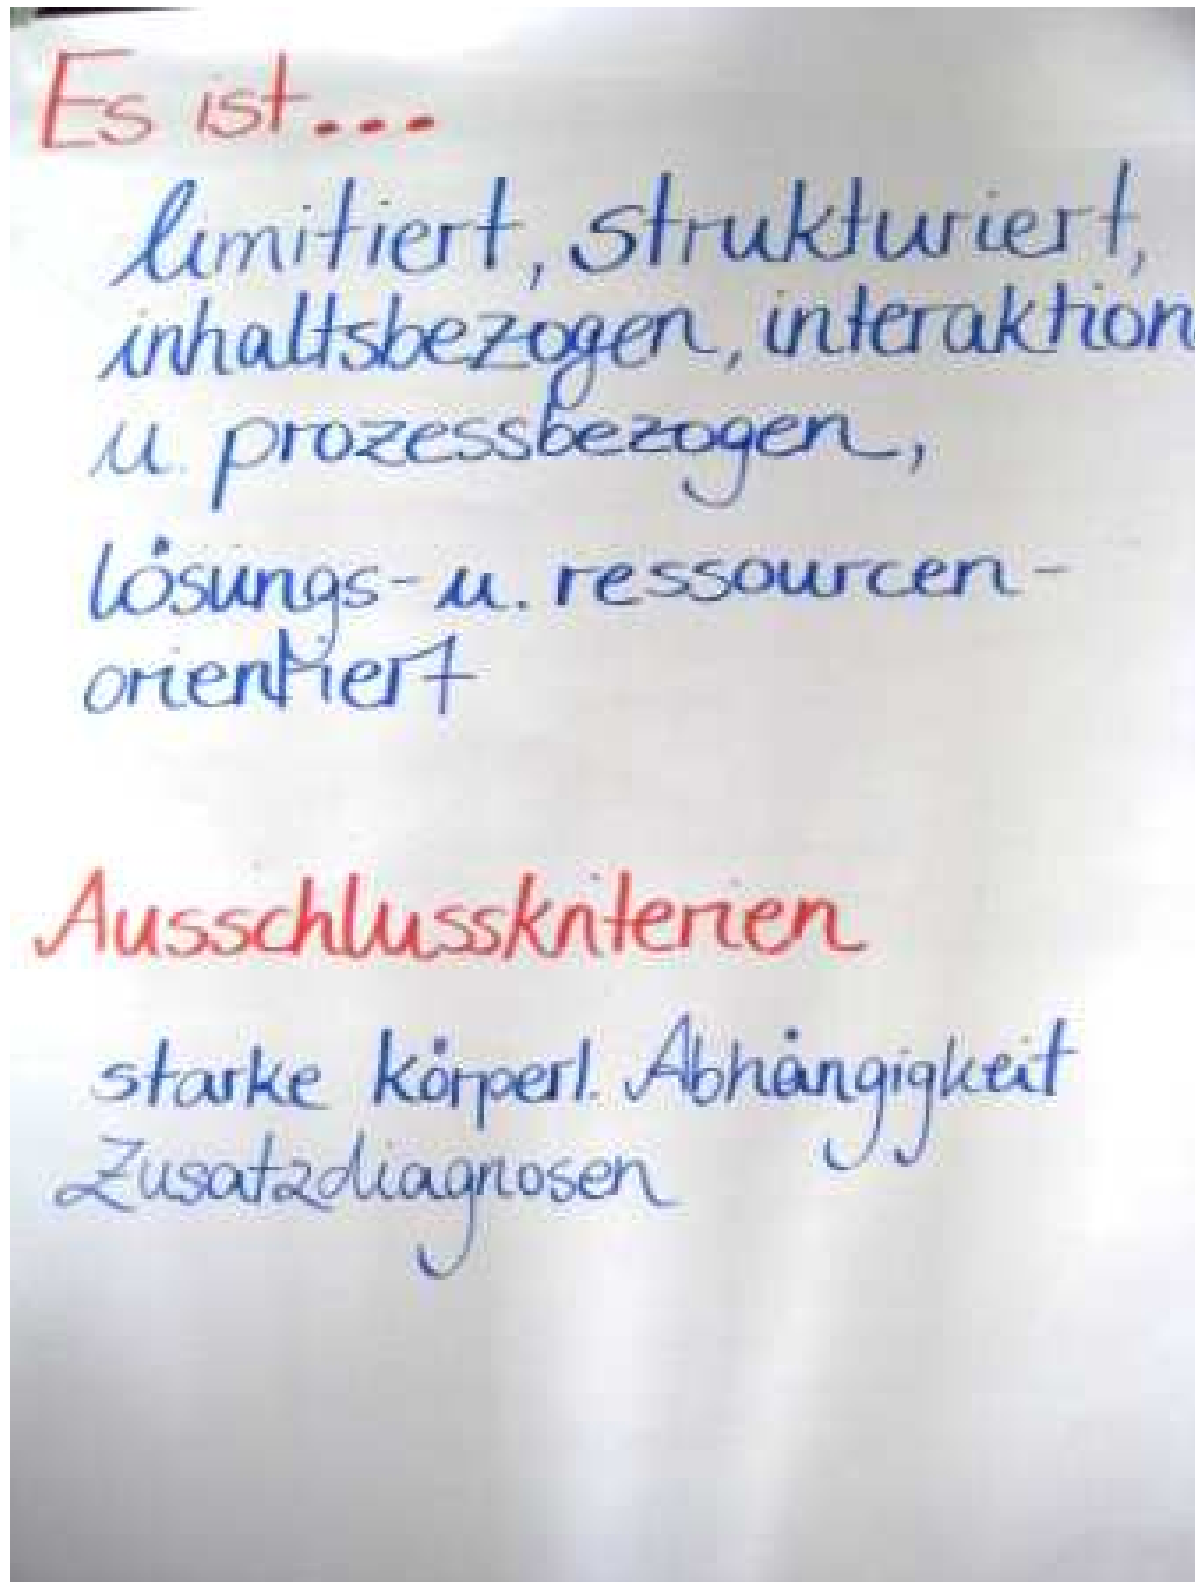 Es ist...
limitiert, strukturiert,
inhaltsbezogen, interaktion
u. prozessbezogen,
lösungs- u. ressourcen-
orientiert
Ausschlusskriterien
starke körperl. Abhängigkeit
Zusatzdiagnosen